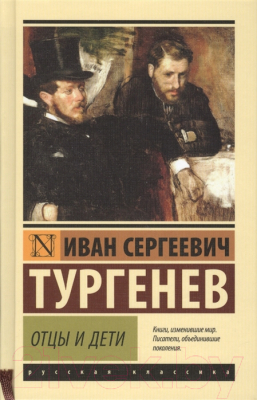 ИВАН СЕРГЕЕВИЧ
ТУРГЕНЕВ
ОТЦЫ И ДЕТИ
Книги, изменившие мир.
Писатели, объединившие
поколения.
русская классика